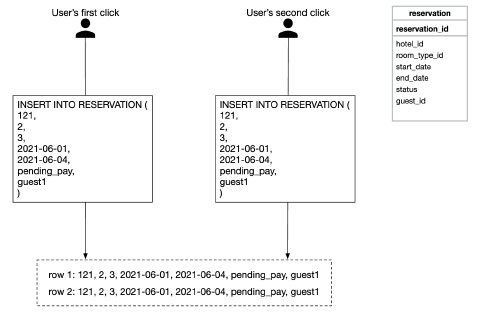 User's first click
User's second click
INSERT INTO RESERVATION (
121,
2,
3,
2021-06-01,
2021-06-04,
pending_pay,
guest1
)
INSERT INTO RESERVATION (
121,
2,
3,
2021-06-01,
2021-06-04,
pending_pay,
guest1
)
row 1: 121, 2, 3, 2021-06-01, 2021-06-04, pending_pay, guest1
row 2: 121, 2, 3, 2021-06-01, 2021-06-04, pending_pay, guest1
reservation
reservation_id
hotel_id
room_type_id
start_date
end_date
status
guest_id